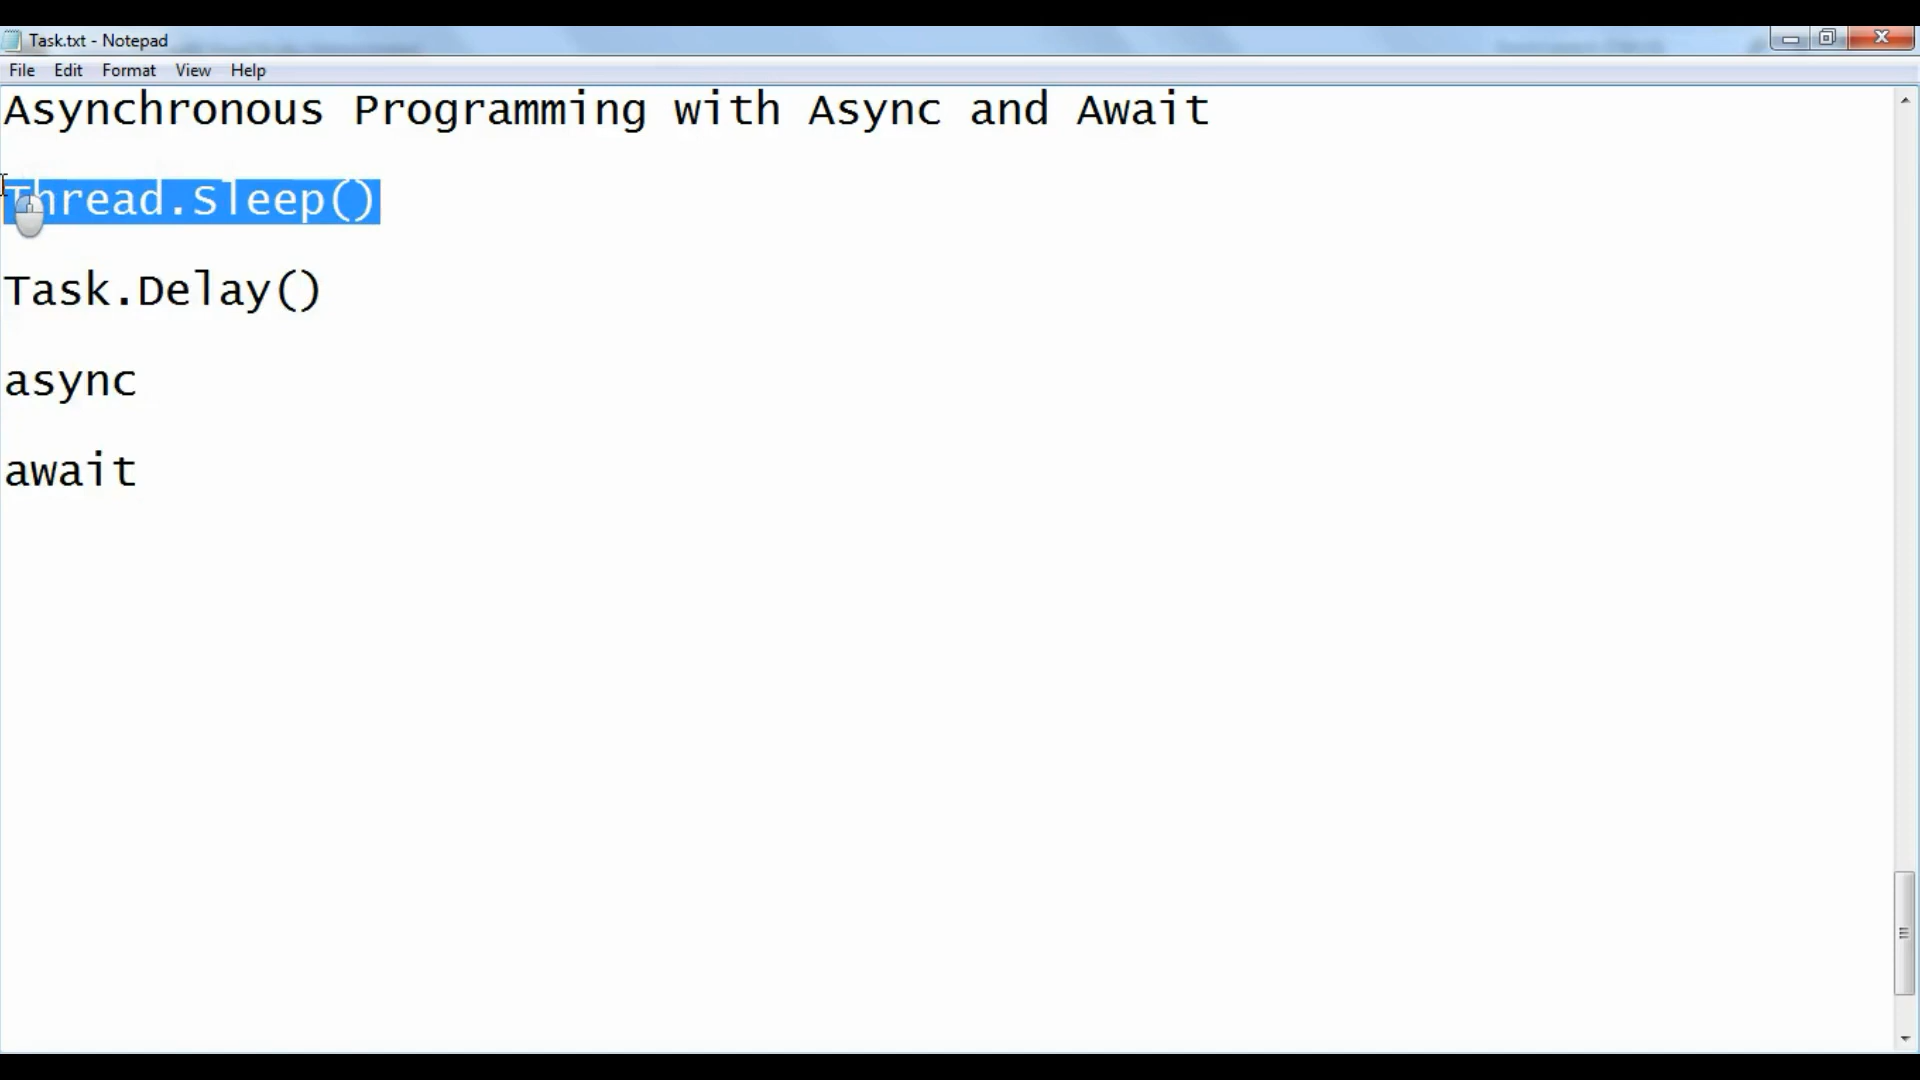 Task.txt - Notepad
File Edit Format View Help
Asynchronous Programming with Async and Await
Thread.Sleep()
Task.Delay()
async
await